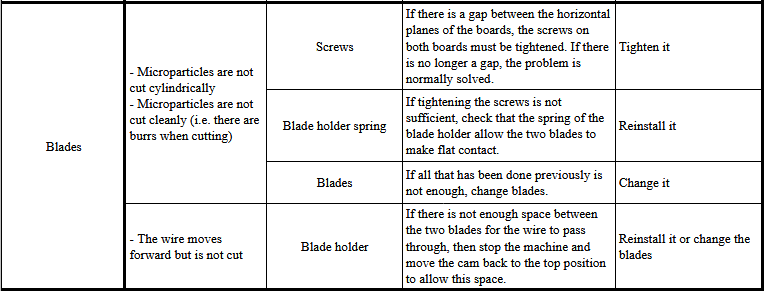 Blades
- Microparticles are not
cut cylindrically
- Microparticles are not
cut cleanly (i.e. there are
burrs when cutting)
Screws
If there is a gap between the horizontal
planes of the boards, the screws on
both boards must be tightened. If there
is no longer a gap, the problem is
normally solved.
Tighten it
Blade holder spring
If tightening the screws is not
sufficient, check that the spring of the
blade holder allow the two blades to
make flat contact.
Reinstall it
Blades
If all that has been done previously is
not enough, change blades.
Change it
- The wire moves
forward but is not cut
Blade holder
If there is not enough space between
the two blades for the wire to pass
through, then stop the machine and
move the cam back to the top position
to allow this space.
Reinstall it or change the
blades